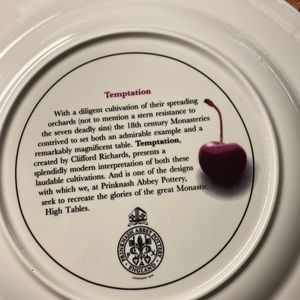 Temptation
With a diligent cultivation of their spreading
orchards (not to mention a stern resistance to
the seven deadly sins) the 18th century Monasteries
contrived to set both an admirable example and a
remarkably magnificent table. Temptation,
created by Clifford Richards, presents a
splendidly modern interpretation of both these
laudable cultivations. And is one of the designs
with which we, at Prinknash Abbey Pottery,
seek to recreate the glories of the great Monastic
High Tables.
PRINKNASH ABBEY POTTERY
ENGLAND